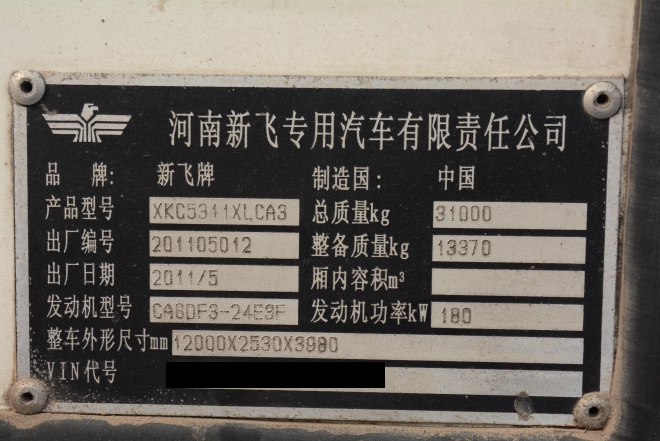 河南新飞专用汽车有限责任公司
品 牌: 新飞牌 制造国: 中国
产品型号 XKC5311XLCA3 总质量kg 31000
出厂编号 201105012 整备质量kg 13370
出厂日期 2011/5 厢内容积m³
发动机型号 CA6DF3-24E3F 发动机功率kW 180
整车外形尺寸mm 12000X2530X3980
VIN代号